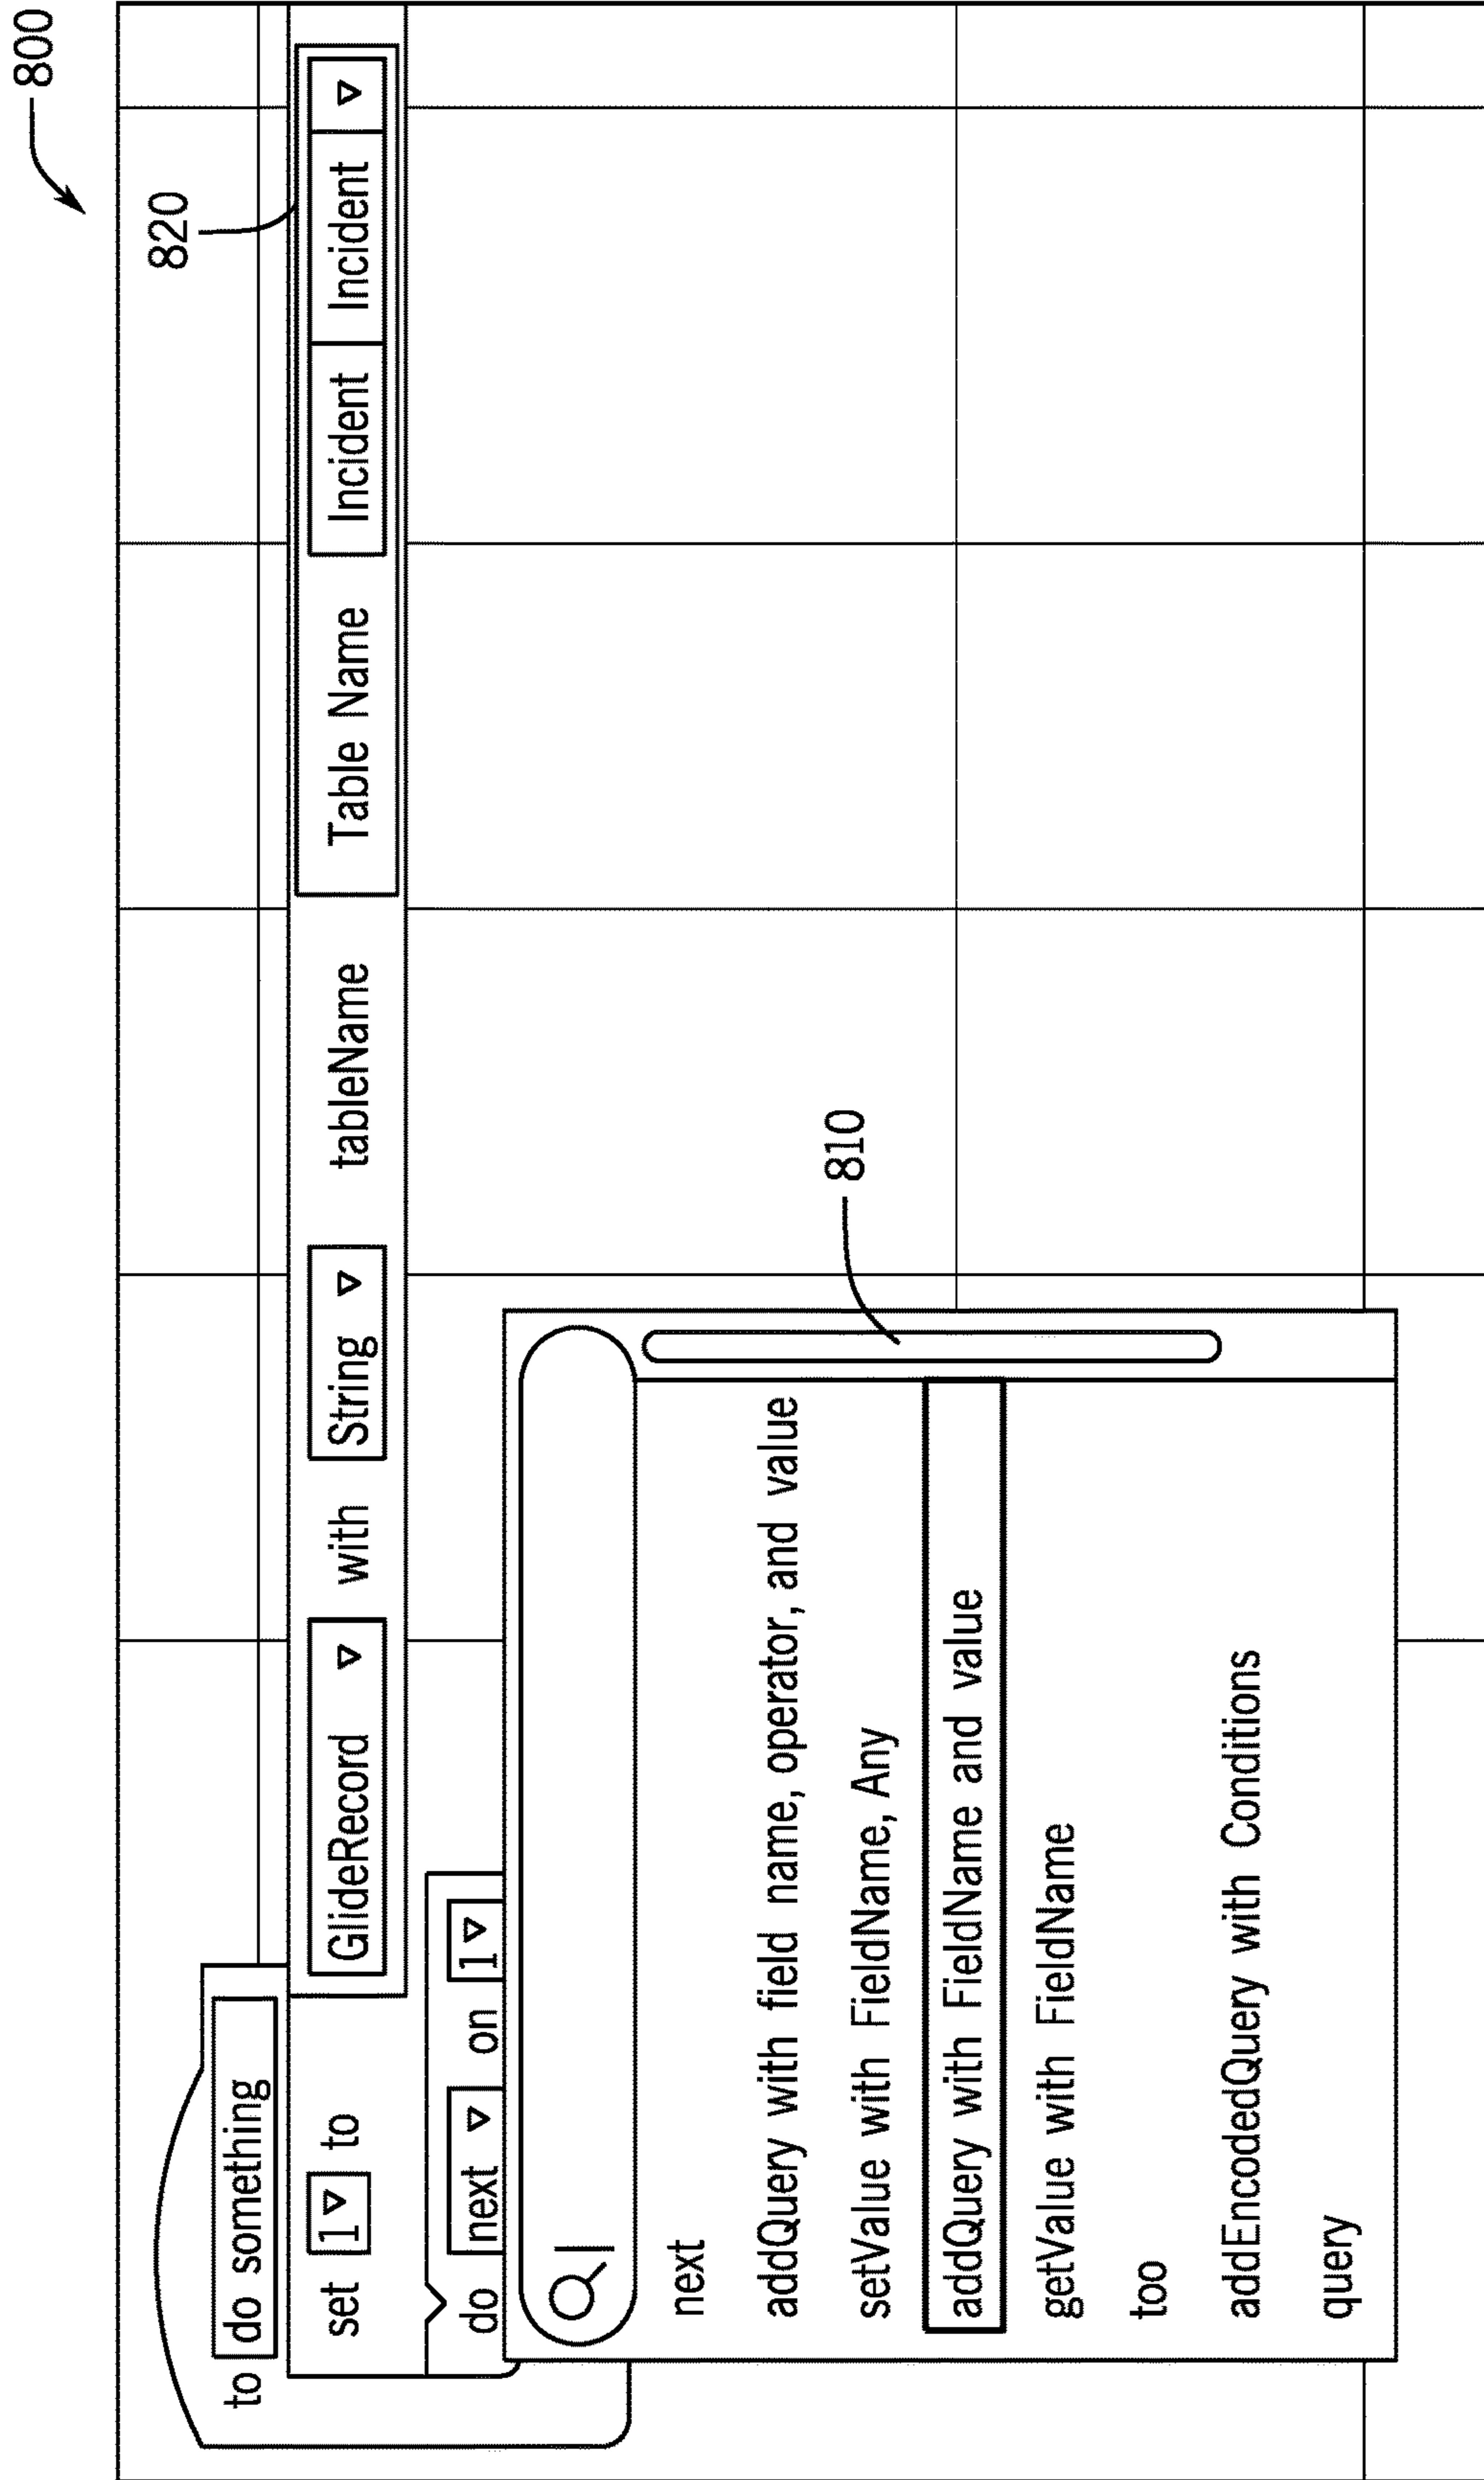 800
820
to do something
set 1 to GlideRecord with String tableName Table Name Incident Incident
do next on 1
810
next
addQuery with field name, operator, and value
setValue with FieldName, Any
addQuery with FieldName and value
getValue with FieldName
too
addEncodedQuery with Conditions
query